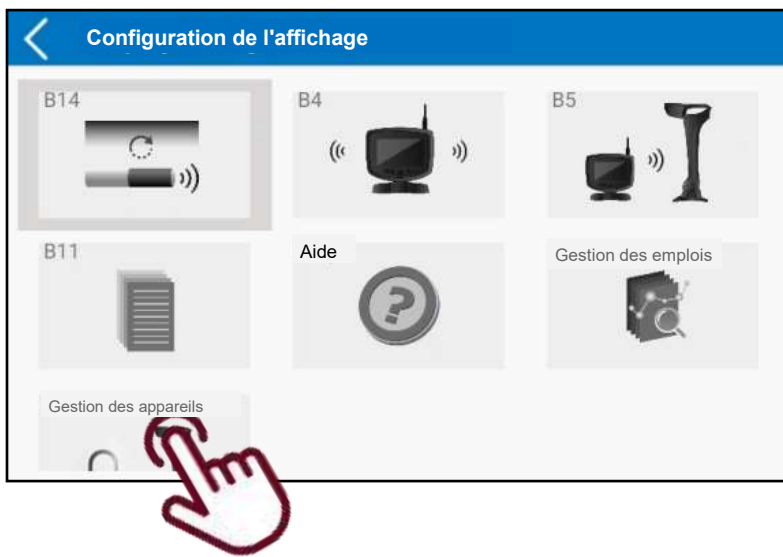 Configuration de l'affichage
B14
B4
B5
B11
Aide
Gestion des emplois
Gestion des appareils